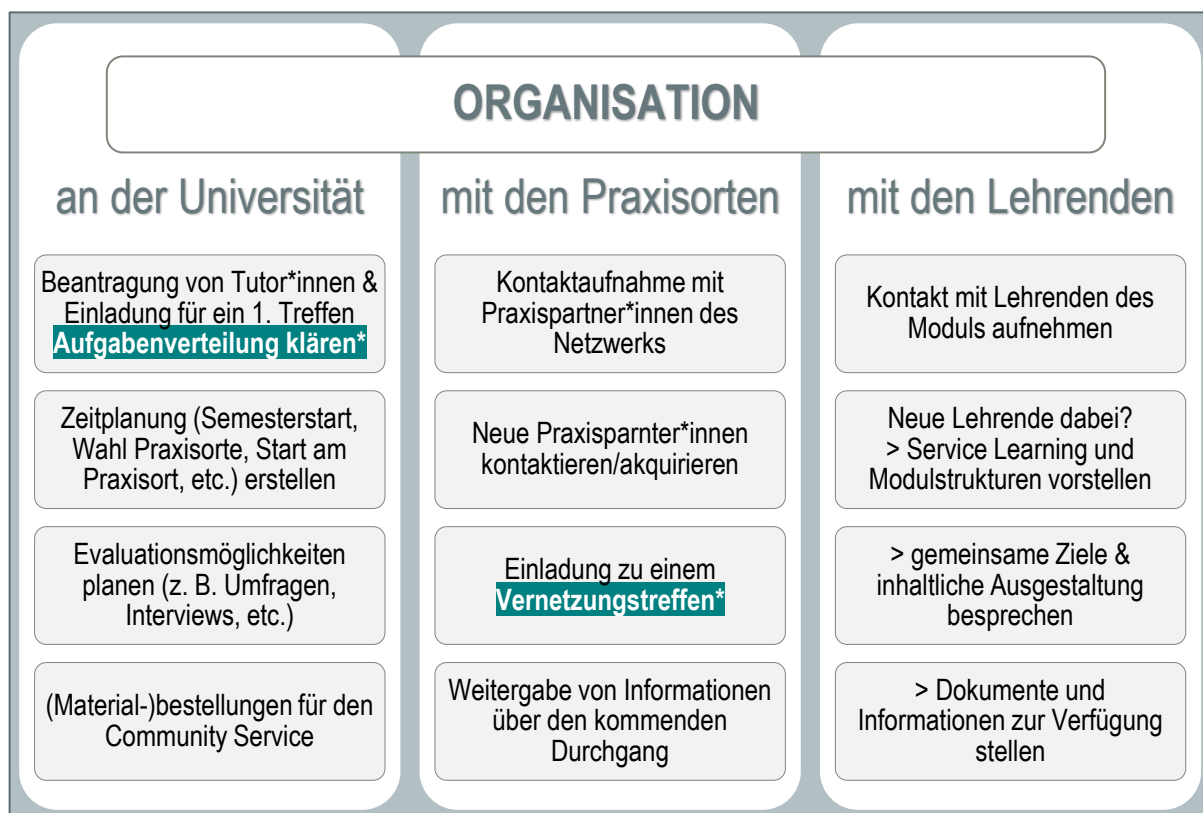 ORGANISATION
an der Universität
Beantragung von Tutor*innen &
Einladung für ein 1. Treffen
Aufgabenverteilung klären*
Zeitplanung (Semesterstart,
Wahl Praxisorte, Start am
Praxisort, etc.) erstellen
Evaluationsmöglichkeiten
planen (z. B. Umfragen,
Interviews, etc.)
(Material-)bestellungen für den
Community Service
mit den Praxisorten
Kontaktaufnahme mit
Praxispartner*innen des
Netzwerks
Neue Praxisparnter*innen
kontaktieren/akquirieren
Einladung zu einem
Vernetzungstreffen*
Weitergabe von Informationen
über den kommenden
Durchgang
mit den Lehrenden
Kontakt mit Lehrenden des
Moduls aufnehmen
Neue Lehrende dabei?
> Service Learning und
Modulstrukturen vorstellen
> gemeinsame Ziele &
inhaltliche Ausgestaltung
besprechen
> Dokumente und
Informationen zur Verfügung
stellen